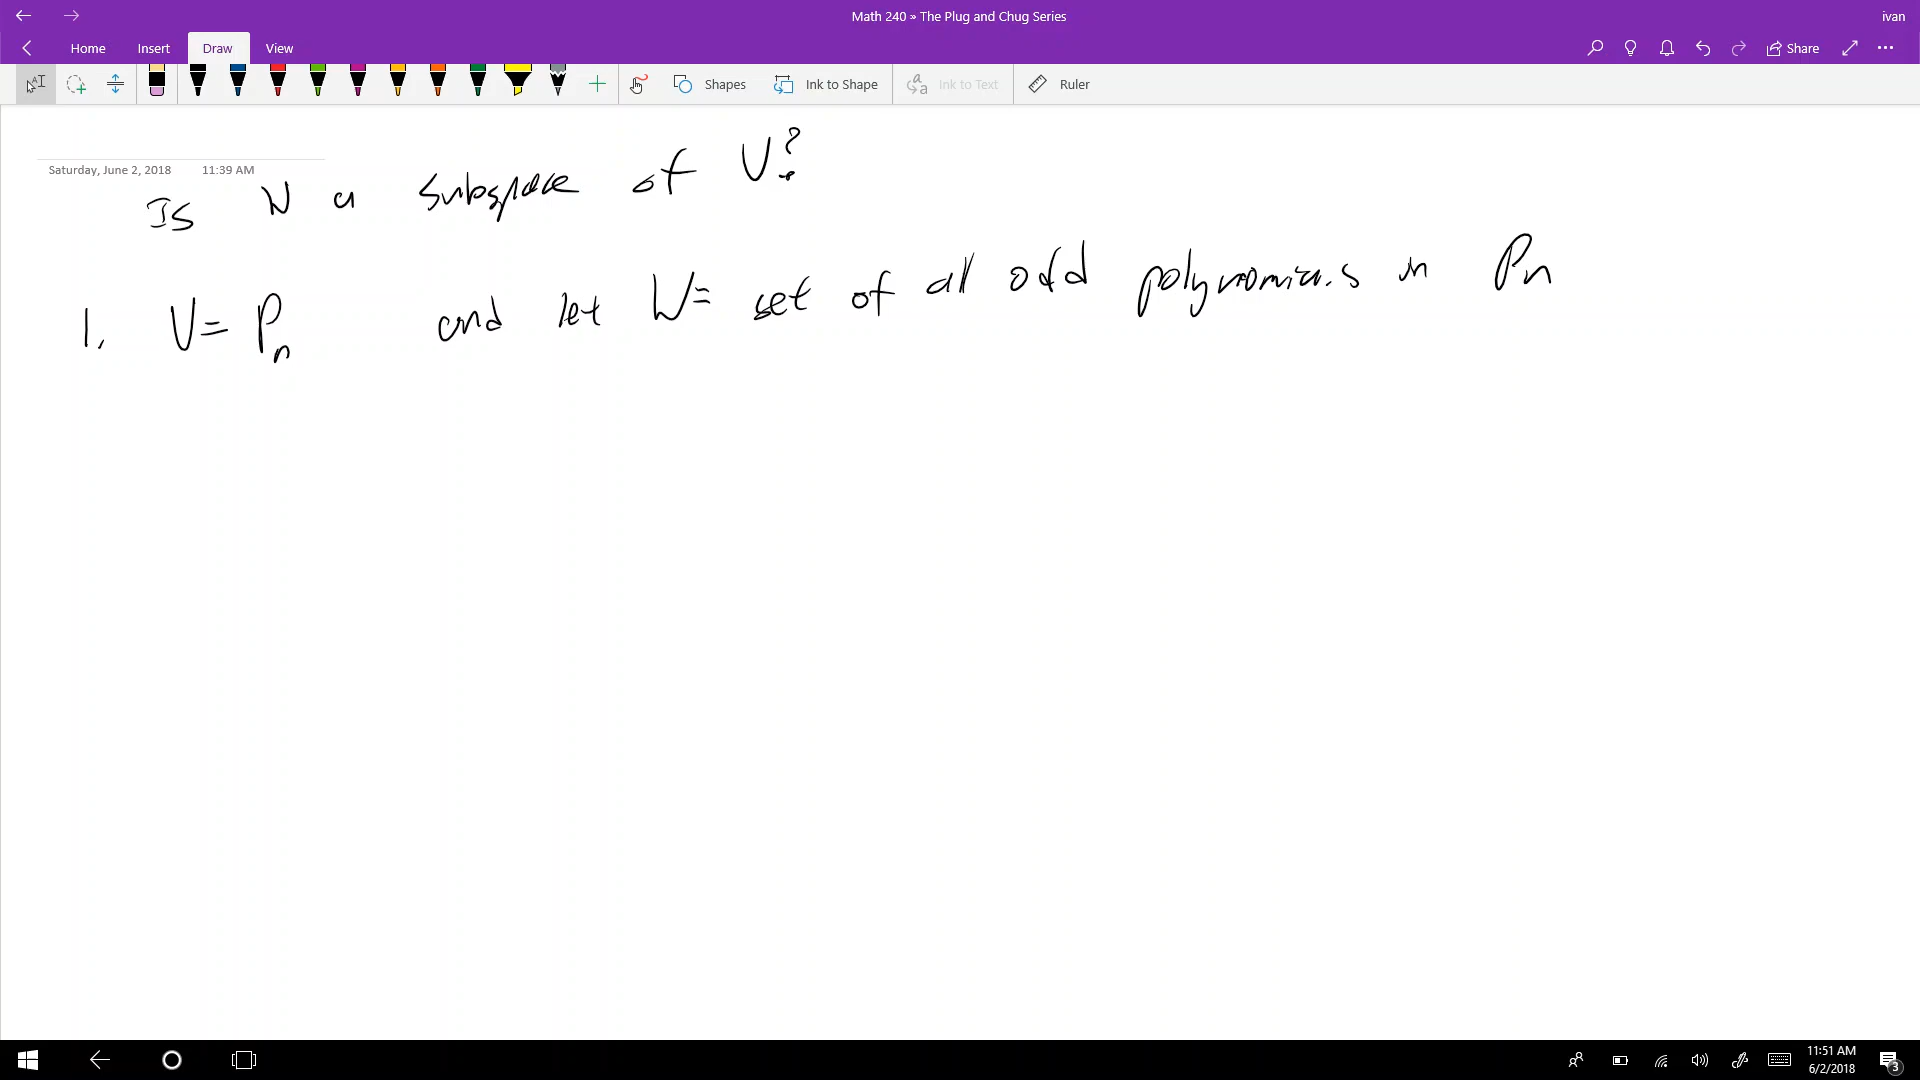 Math 240 » The Plug and Chug Series
ivan
Home Insert Draw View
Share
Shapes Ink to Shape Ink to Text Ruler
Saturday, June 2, 2018 11:39 AM
Is W a subspace of V?
1. V = Pn and let W = set of all odd polynomials in Pn
11:51 AM
6/2/2018
3